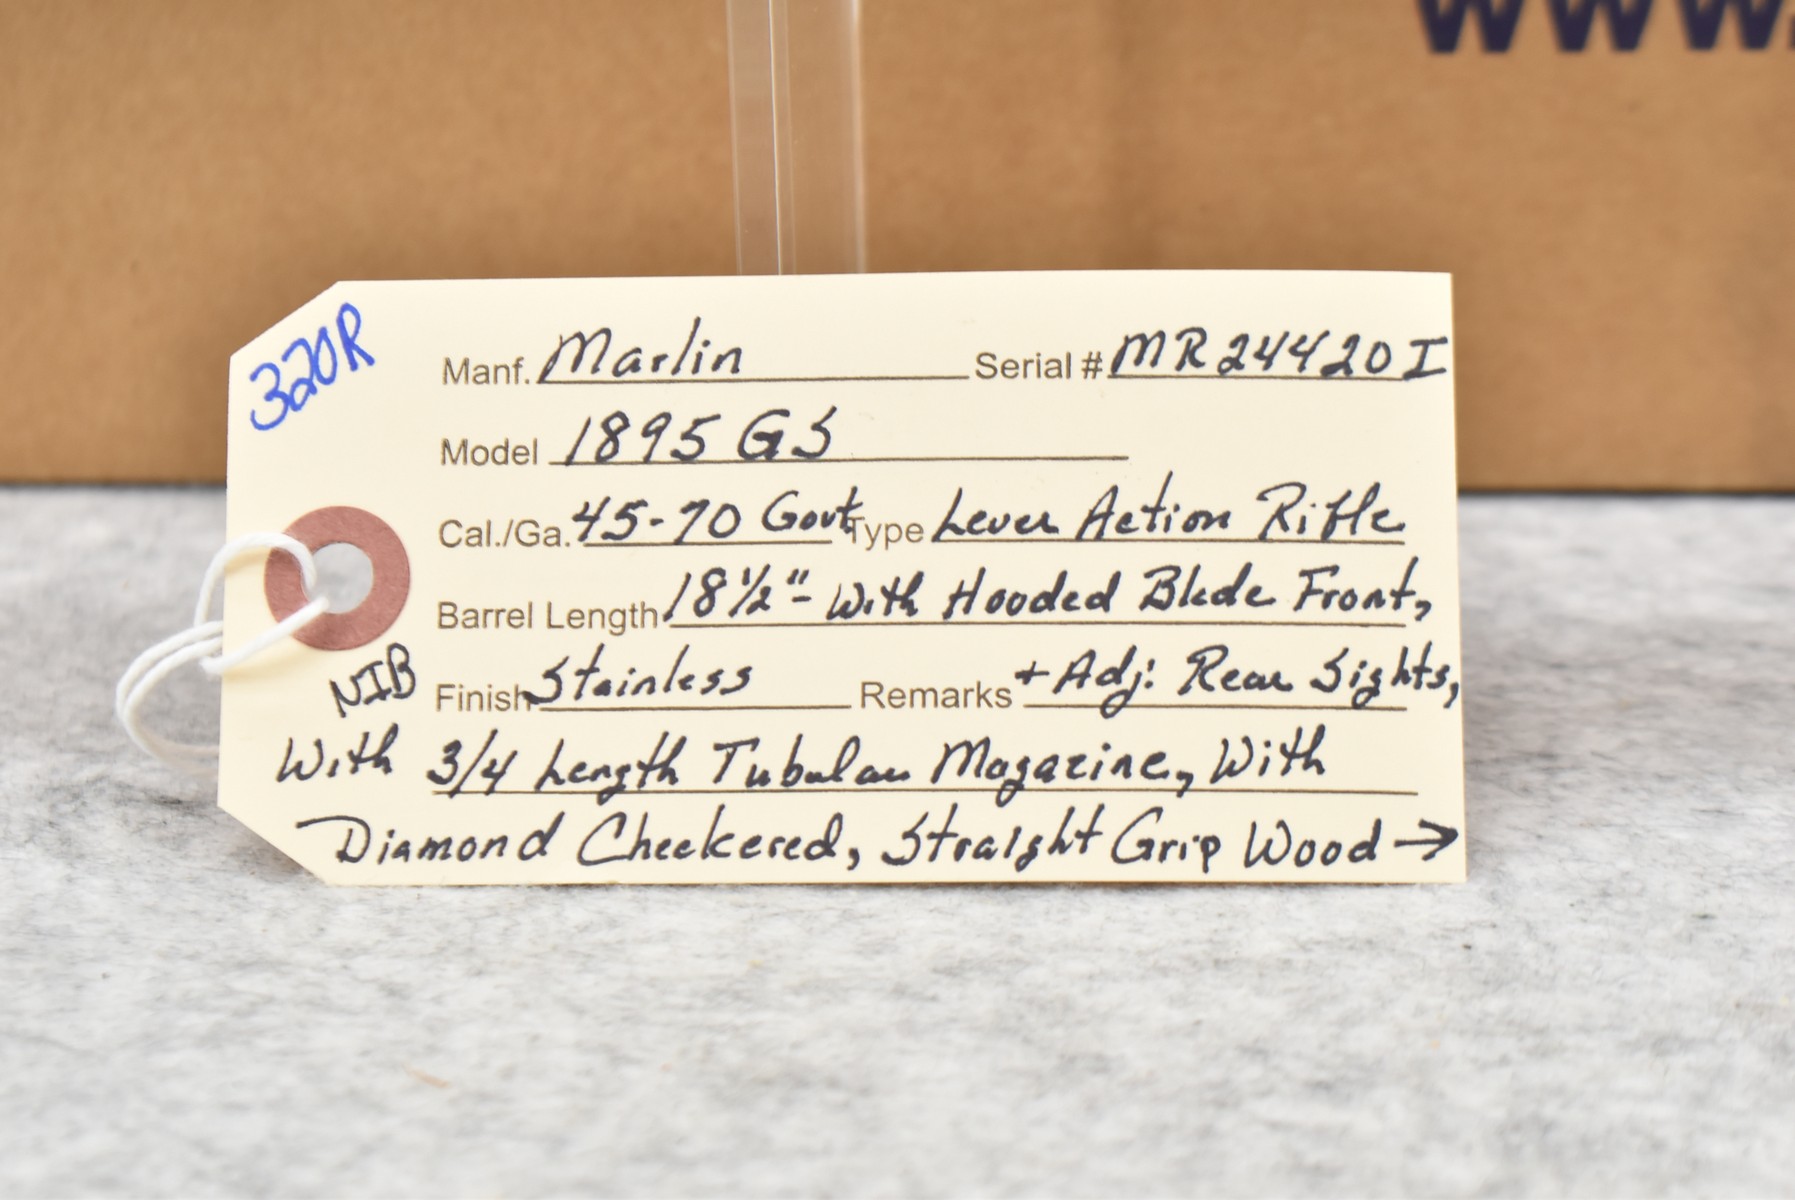 www.
320R
Manf. Marlin Serial # MR24420I
Model 1895 GS
Cal./Ga. 45-70 Govt Type Lever Action Rifle
Barrel Length 18½"- With Hooded Blade Front,
NIB Finish Stainless Remarks + Adj: Rear Sights,
With 3/4 Length Tubular Magazine, With
Diamond Checkered, Straight Grip Wood →